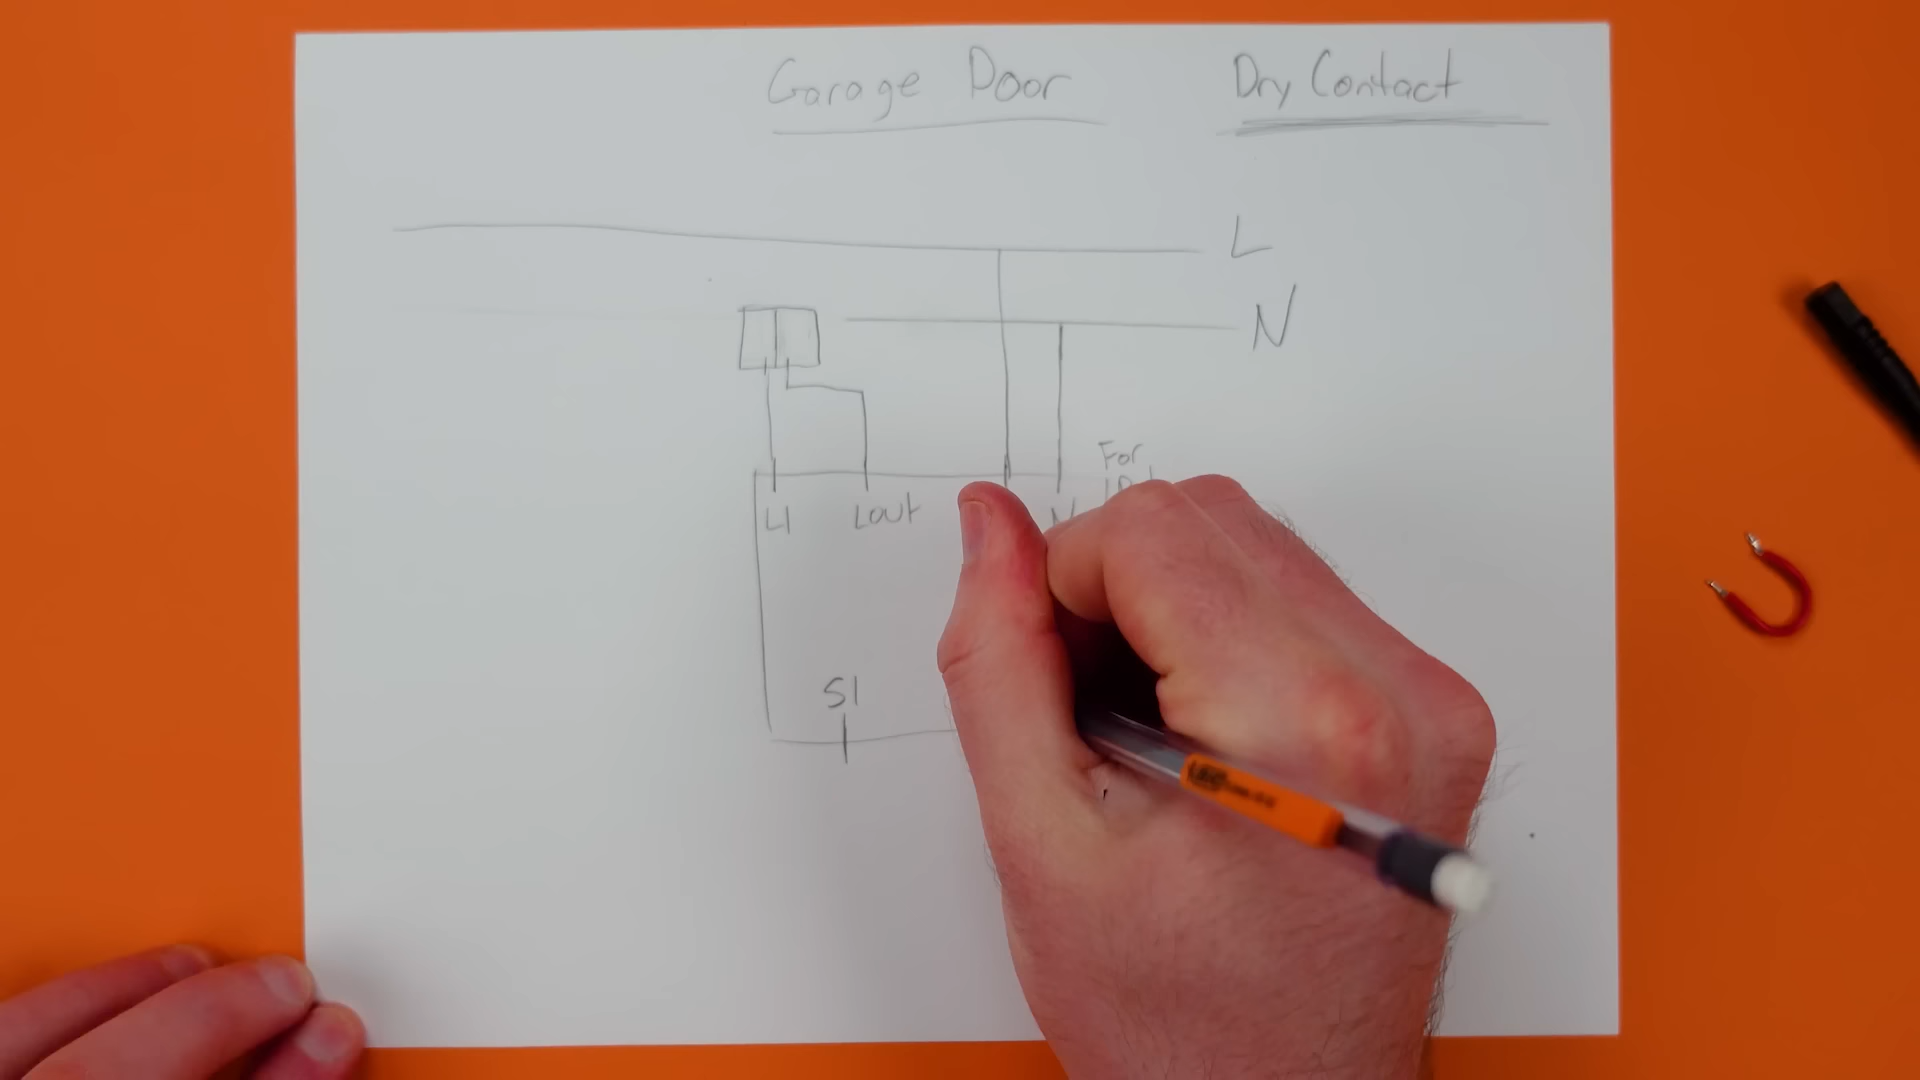 Garage Door Dry Contact
L
N
For
L1 Lout N
S1